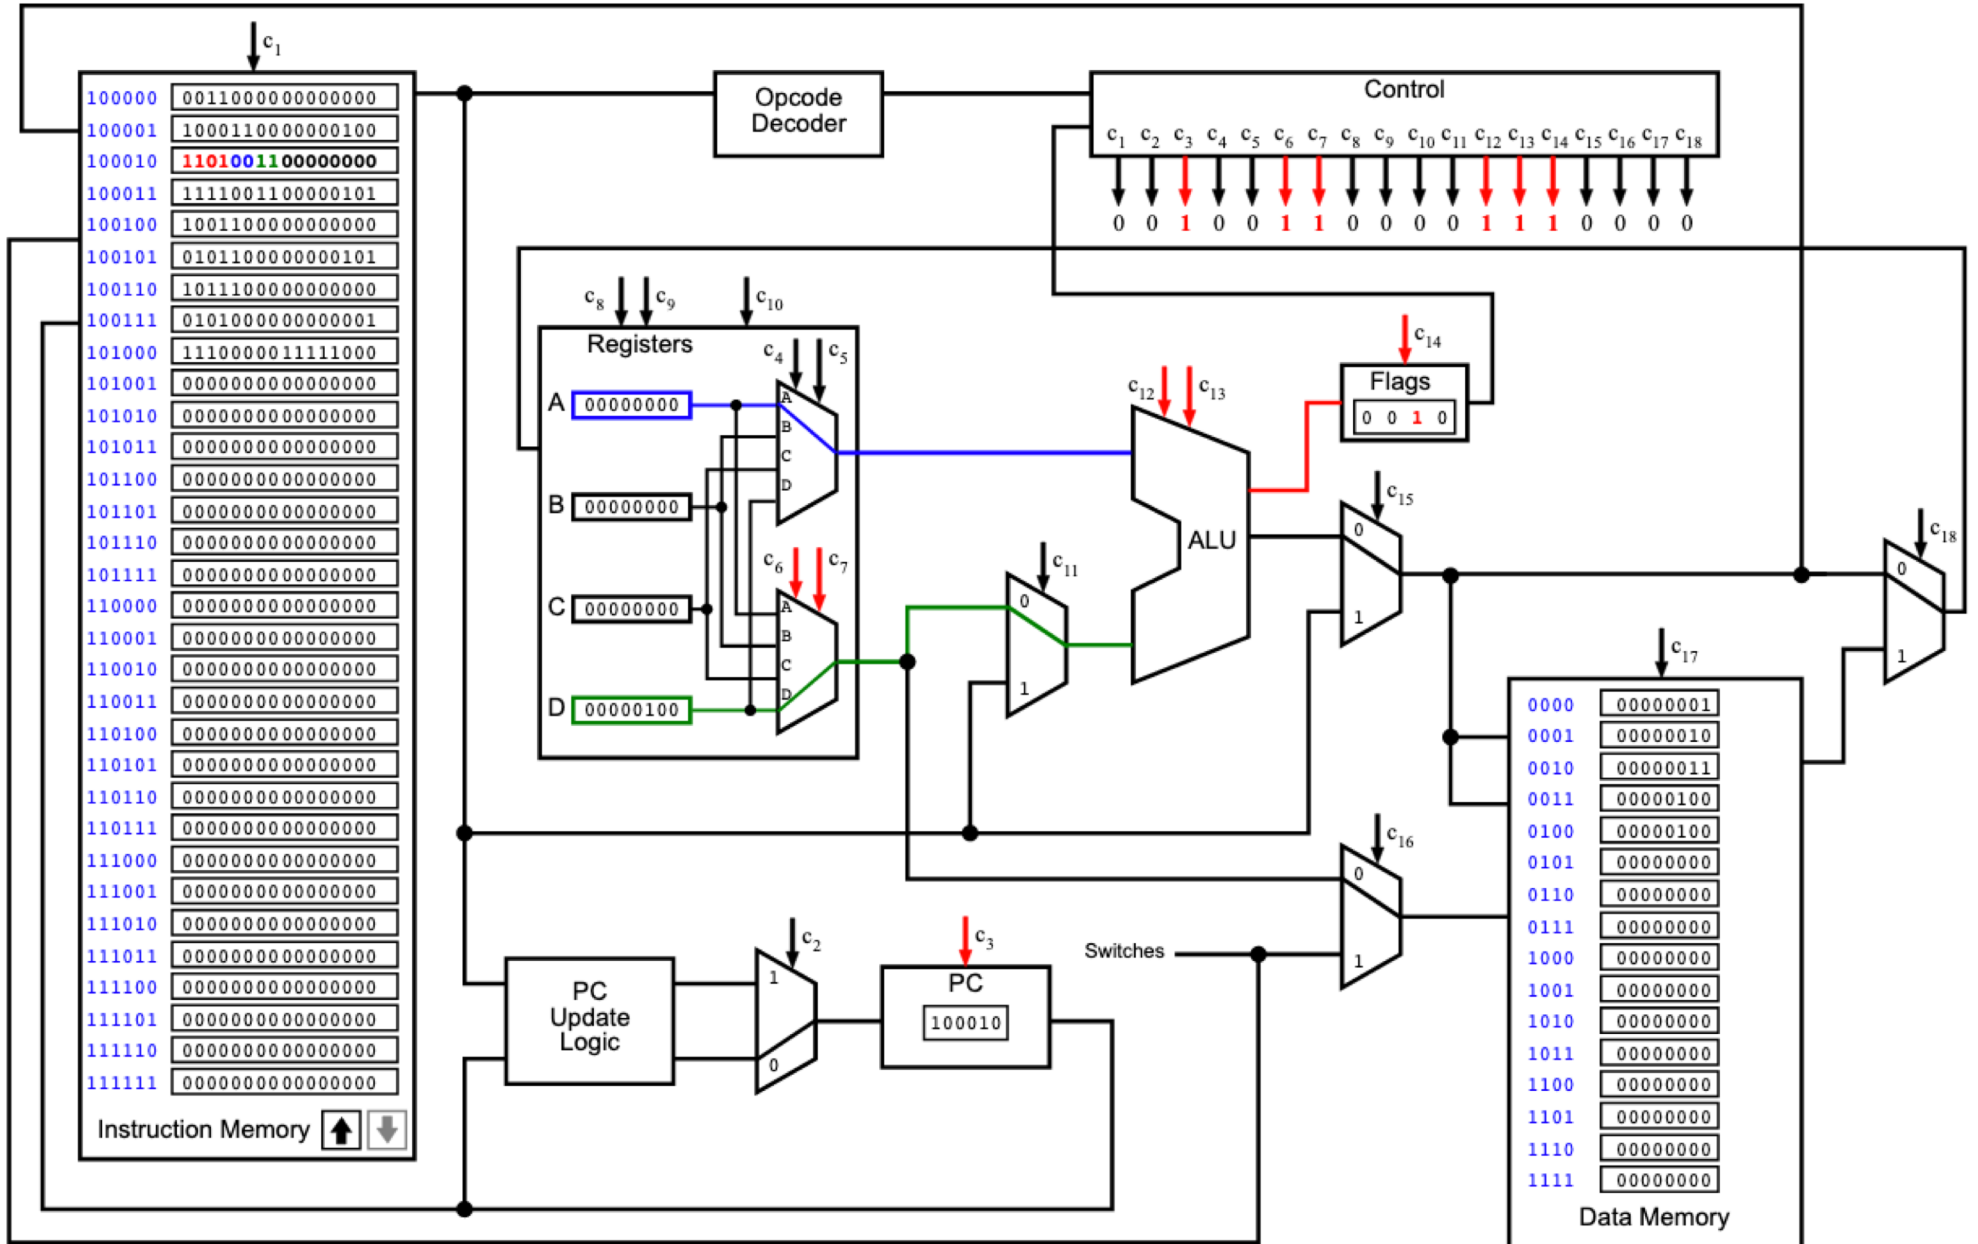 c1
100000 0011000000000000
100001 1000110000000100
100010 1101001100000000
100011 1111001100000101
100100 1001100000000000
100101 0101100000000101
100110 1011100000000000
100111 0101000000000001
101000 1110000011111000
101001 0000000000000000
101010 0000000000000000
101011 0000000000000000
101100 0000000000000000
101101 0000000000000000
101110 0000000000000000
101111 0000000000000000
110000 0000000000000000
110001 0000000000000000
110010 0000000000000000
110011 0000000000000000
110100 0000000000000000
110101 0000000000000000
110110 0000000000000000
110111 0000000000000000
111000 0000000000000000
111001 0000000000000000
111010 0000000000000000
111011 0000000000000000
111100 0000000000000000
111101 0000000000000000
111110 0000000000000000
111111 0000000000000000
Instruction Memory
Opcode
Decoder
Control
c1 c2 c3 c4 c5 c6 c7 c8 c9 c10 c11 c12 c13 c14 c15 c16 c17 c18
0 0 1 0 0 1 1 0 0 0 0 1 1 1 0 0 0 0
c8 c9 c10
Registers
c4 c5
A 00000000
B 00000000
C 00000000
D 00000100
A
B
C
D
c6 c7
A
B
C
D
c11
0
1
c12 c13
ALU
c14
Flags
0 0 1 0
c15
0
1
c18
0
1
c16
0
1
Switches
PC
Update
Logic
c2
1
0
c3
PC
100010
c17
0000 00000001
0001 00000010
0010 00000011
0011 00000100
0100 00000100
0101 00000000
0110 00000000
0111 00000000
1000 00000000
1001 00000000
1010 00000000
1011 00000000
1100 00000000
1101 00000000
1110 00000000
1111 00000000
Data Memory